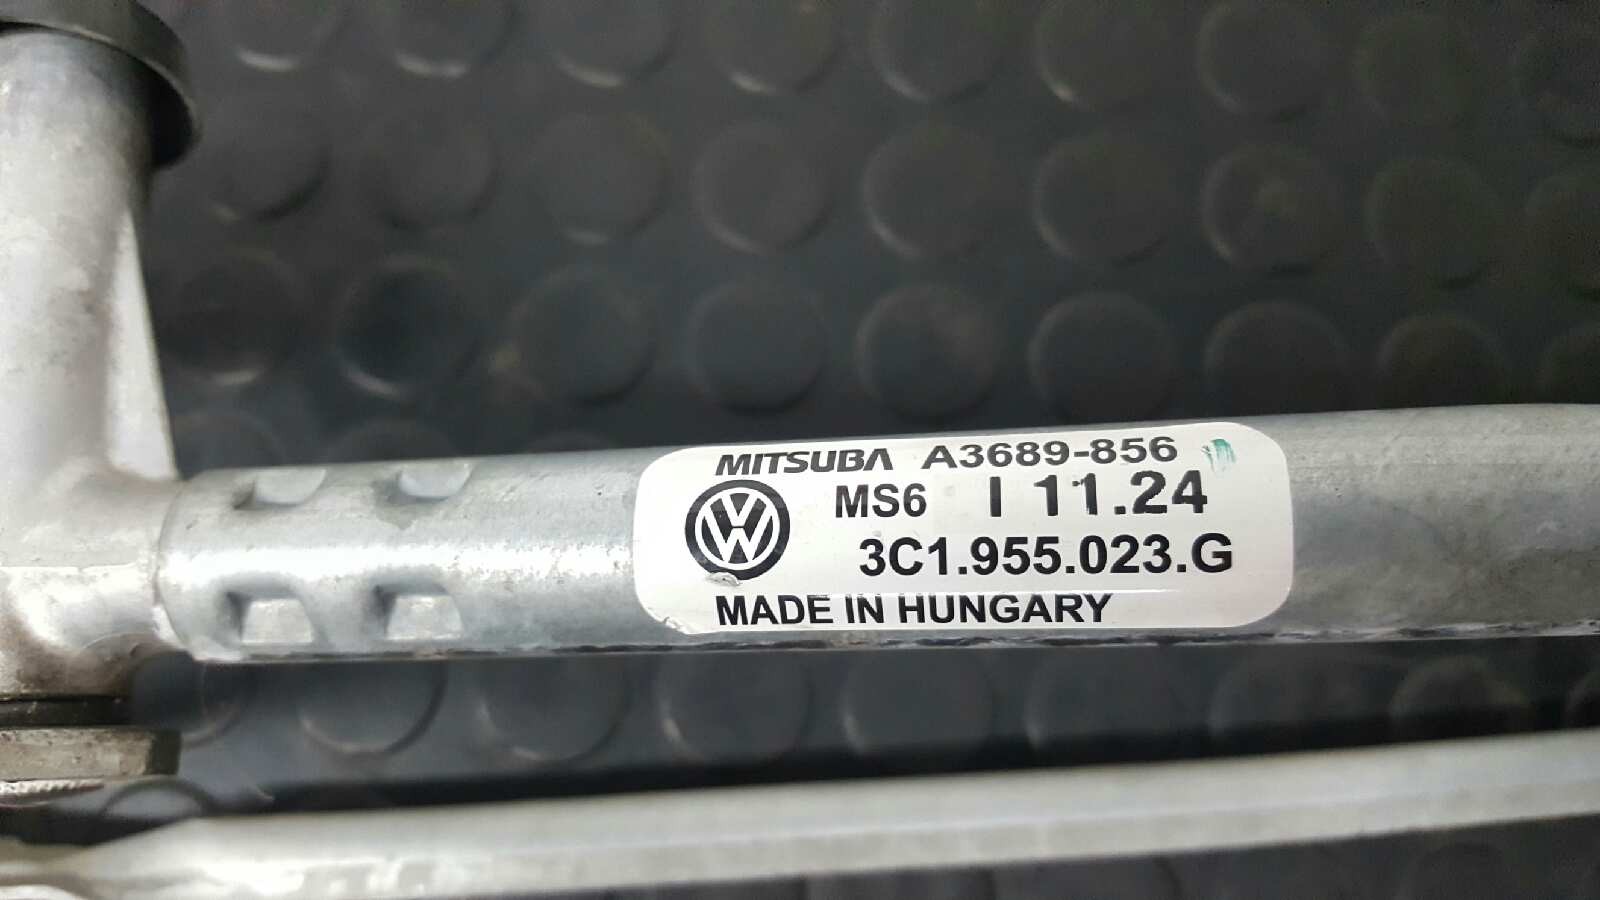 MITSUBA A3689-856
MS6 I 11.24
3C1.955.023.G
MADE IN HUNGARY